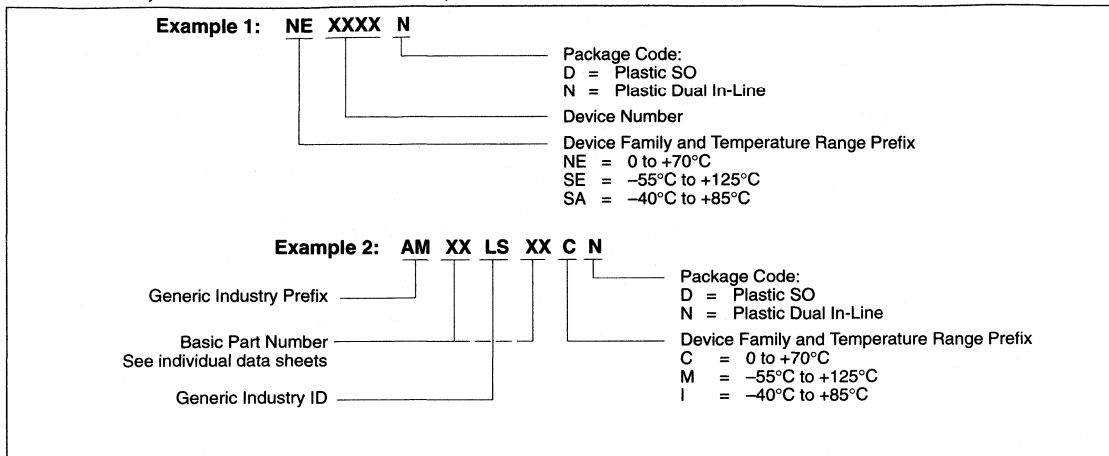 Example 1: NE XXXX N
Package Code:
D = Plastic SO
N = Plastic Dual In-Line
Device Number
Device Family and Temperature Range Prefix
NE = 0 to +70°C
SE = –55°C to +125°C
SA = –40°C to +85°C
Example 2: AM XX LS XX C N
Generic Industry Prefix
Basic Part Number
See individual data sheets
Generic Industry ID
Package Code:
D = Plastic SO
N = Plastic Dual In-Line
Device Family and Temperature Range Prefix
C = 0 to +70°C
M = –55°C to +125°C
I = –40°C to +85°C